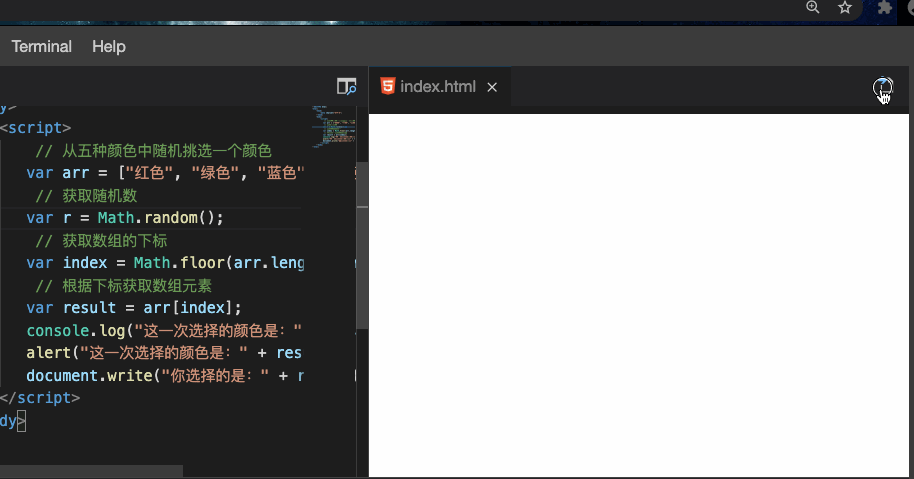 Terminal Help
index.html
y>
<script>
// 从五种颜色中随机挑选一个颜色
var arr = ["红色", "绿色", "蓝色"
// 获取随机数
var r = Math.random();
// 获取数组的下标
var index = Math.floor(arr.leng
// 根据下标获取数组元素
var result = arr[index];
console.log("这一次选择的颜色是："
alert("这一次选择的颜色是：" + res
document.write("你选择的是：" + r
</script>
dy>